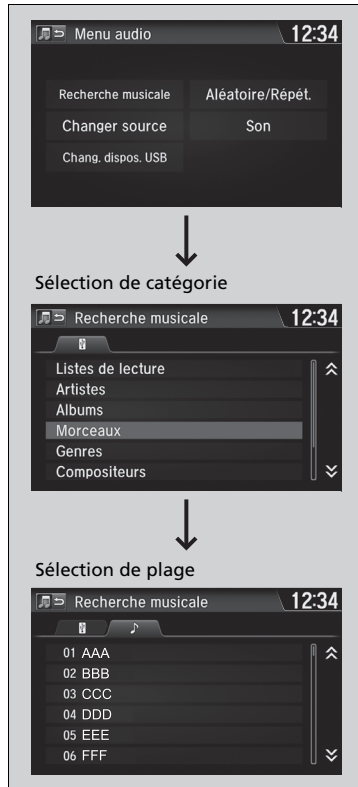 Menu audio 12:34
Recherche musicale Aléatoire/Répét.
Changer source Son
Chang. dispos. USB
Sélection de catégorie
Recherche musicale 12:34
Listes de lecture
Artistes
Albums
Morceaux
Genres
Compositeurs
Sélection de plage
Recherche musicale 12:34
01 AAA
02 BBB
03 CCC
04 DDD
05 EEE
06 FFF